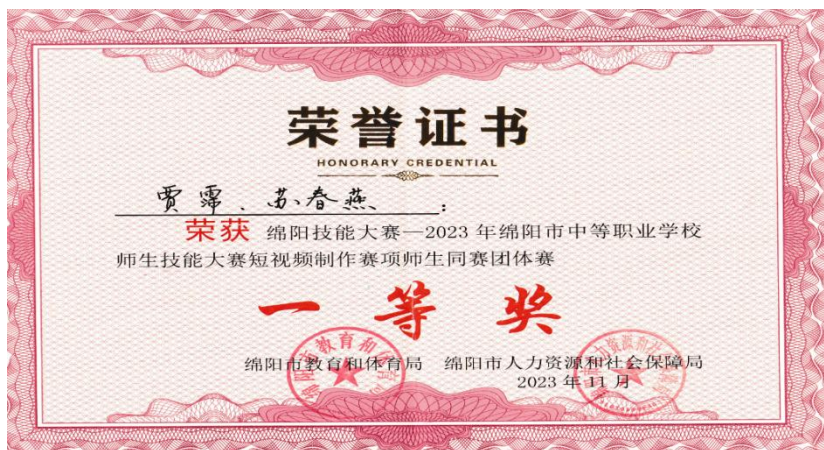 荣誉证书
HONORARY CREDENTIAL
贾霈、苏春燕:
荣获 绵阳技能大赛—2023 年绵阳市中等职业学校
师生技能大赛短视频制作赛项师生同赛团体赛
一等奖
绵阳市教育和体育局 绵阳市人力资源和社会保障局
2023 年 11 月